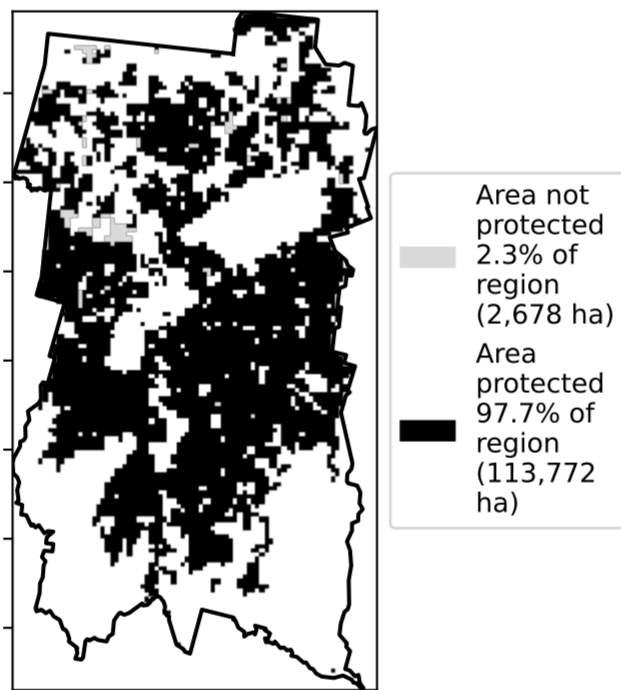 Area not
protected
2.3% of
region
(2,678 ha)
Area
protected
97.7% of
region
(113,772
ha)